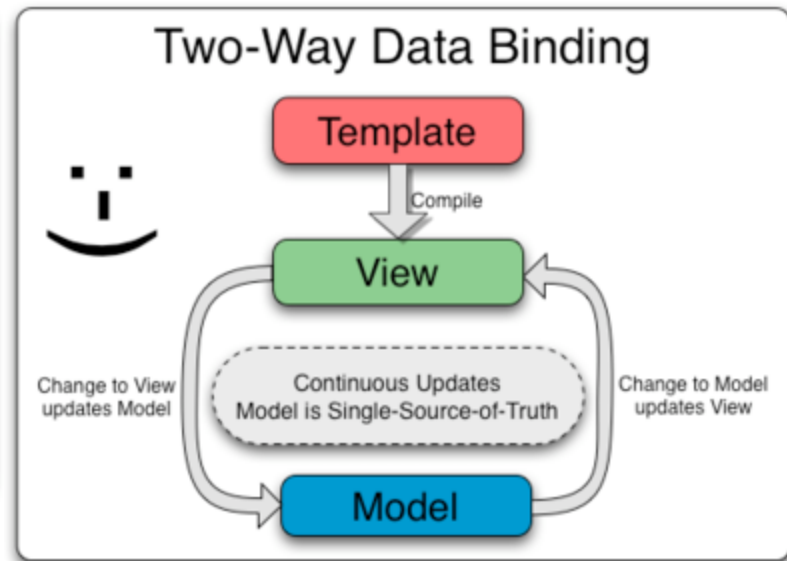 Two-Way Data Binding
Template
Compile
View
Change to View
updates Model
Continuous Updates
Model is Single-Source-of-Truth
Change to Model
updates View
Model